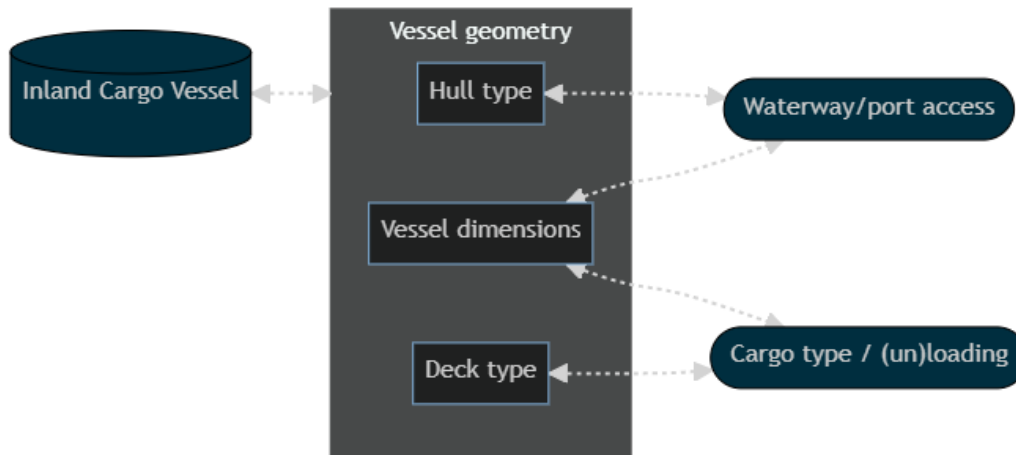 Vessel geometry
Inland Cargo Vessel
Hull type
Waterway/port access
Vessel dimensions
Cargo type / (un)loading
Deck type